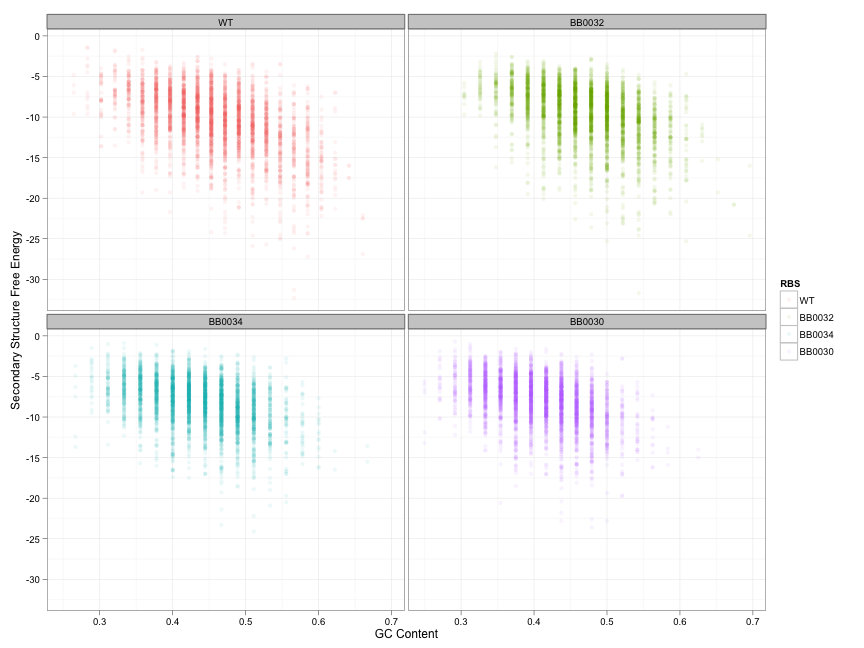 WT
BB0032
0
-5
-10
-15
-20
-25
-30
BB0034
BB0030
0
-5
-10
-15
-20
-25
-30
0.3 0.4 0.5 0.6 0.7
0.3 0.4 0.5 0.6 0.7
GC Content
Secondary Structure Free Energy
RBS
WT
BB0032
BB0034
BB0030